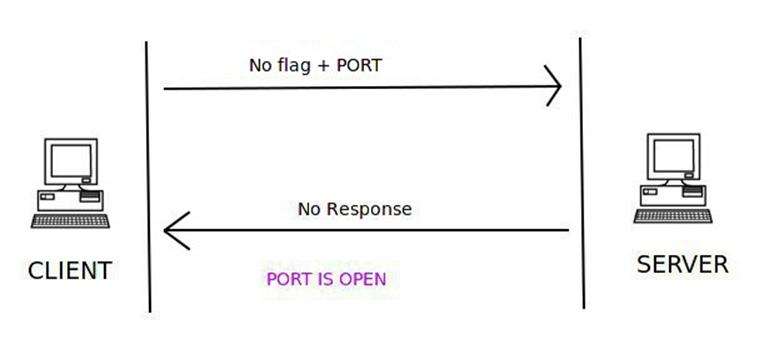 No flag + PORT
No Response
PORT IS OPEN
CLIENT
SERVER